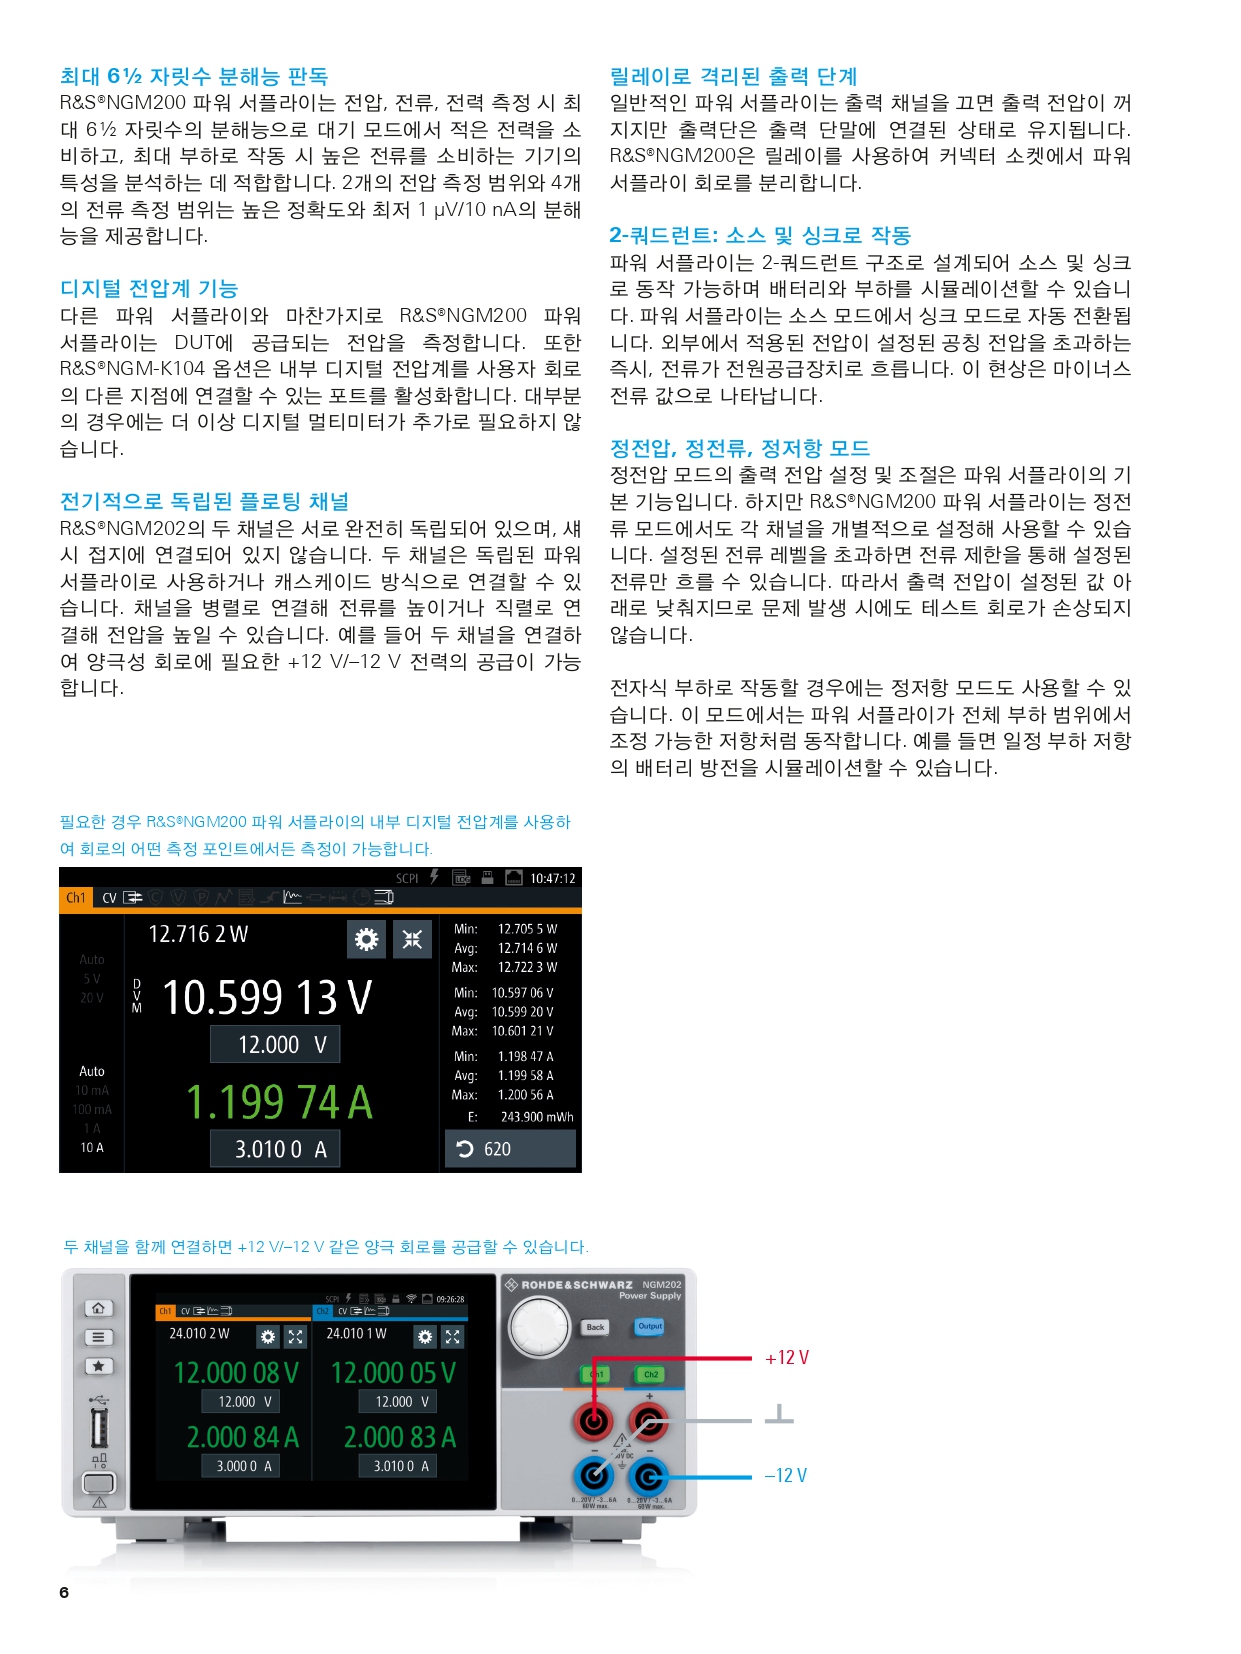 최대 6½ 자릿수 분해능 판독
R&S®NGM200 파워 서플라이는 전압, 전류, 전력 측정 시 최
대 6½ 자릿수의 분해능으로 대기 모드에서 적은 전력을 소
비하고, 최대 부하로 작동 시 높은 전류를 소비하는 기기의
특성을 분석하는 데 적합합니다. 2개의 전압 측정 범위와 4개
의 전류 측정 범위는 높은 정확도와 최저 1 µV/10 nA의 분해
능을 제공합니다.
디지털 전압계 기능
다른 파워 서플라이와 마찬가지로 R&S®NGM200 파워
서플라이는 DUT에 공급되는 전압을 측정합니다. 또한
R&S®NGM-K104 옵션은 내부 디지털 전압계를 사용자 회로
의 다른 지점에 연결할 수 있는 포트를 활성화합니다. 대부분
의 경우에는 더 이상 디지털 멀티미터가 추가로 필요하지 않
습니다.
전기적으로 독립된 플로팅 채널
R&S®NGM202의 두 채널은 서로 완전히 독립되어 있으며, 섀
시 접지에 연결되어 있지 않습니다. 두 채널은 독립된 파워
서플라이로 사용하거나 캐스케이드 방식으로 연결할 수 있
습니다. 채널을 병렬로 연결해 전류를 높이거나 직렬로 연
결해 전압을 높일 수 있습니다. 예를 들어 두 채널을 연결하
여 양극성 회로에 필요한 +12 V/–12 V 전력의 공급이 가능
합니다.
릴레이로 격리된 출력 단계
일반적인 파워 서플라이는 출력 채널을 끄면 출력 전압이 꺼
지지만 출력단은 출력 단말에 연결된 상태로 유지됩니다.
R&S®NGM200은 릴레이를 사용하여 커넥터 소켓에서 파워
서플라이 회로를 분리합니다.
2-쿼드런트: 소스 및 싱크로 작동
파워 서플라이는 2-쿼드런트 구조로 설계되어 소스 및 싱크
로 동작 가능하며 배터리와 부하를 시뮬레이션할 수 있습니
다. 파워 서플라이는 소스 모드에서 싱크 모드로 자동 전환됩
니다. 외부에서 적용된 전압이 설정된 공칭 전압을 초과하는
즉시, 전류가 전원공급장치로 흐릅니다. 이 현상은 마이너스
전류 값으로 나타납니다.
정전압, 정전류, 정저항 모드
정전압 모드의 출력 전압 설정 및 조절은 파워 서플라이의 기
본 기능입니다. 하지만 R&S®NGM200 파워 서플라이는 정전
류 모드에서도 각 채널을 개별적으로 설정해 사용할 수 있습
니다. 설정된 전류 레벨을 초과하면 전류 제한을 통해 설정된
전류만 흐를 수 있습니다. 따라서 출력 전압이 설정된 값 아
래로 낮춰지므로 문제 발생 시에도 테스트 회로가 손상되지
않습니다.
전자식 부하로 작동할 경우에는 정저항 모드도 사용할 수 있
습니다. 이 모드에서는 파워 서플라이가 전체 부하 범위에서
조정 가능한 저항처럼 동작합니다. 예를 들면 일정 부하 저항
의 배터리 방전을 시뮬레이션할 수 있습니다.
필요한 경우 R&S®NGM200 파워 서플라이의 내부 디지털 전압계를 사용하
여 회로의 어떤 측정 포인트에서든 측정이 가능합니다.
SCPI LOG 10:47:12
Ch1 CV C V P
12.716 2 W
Auto
5 V
20 V
DVM 10.599 13 V
12.000 V
Auto
10 mA
100 mA
1 A
10 A
1.199 74 A
3.010 0 A
Min: 12.705 5 W
Avg: 12.714 6 W
Max: 12.722 3 W
Min: 10.597 06 V
Avg: 10.599 20 V
Max: 10.601 21 V
Min: 1.198 47 A
Avg: 1.199 58 A
Max: 1.200 56 A
E: 243.900 mWh
620
두 채널을 함께 연결하면 +12 V/–12 V 같은 양극 회로를 공급할 수 있습니다.
SCPI 09:26:28
Ch1 CV Ch2 CV
24.010 2 W 24.010 1 W
12.000 08 V 12.000 05 V
12.000 V 12.000 V
2.000 84 A 2.000 83 A
3.000 0 A 3.010 0 A
ROHDE&SCHWARZ NGM202
Power Supply
Back Output
Ch1 Ch2
+ +
– –
0...20V / –3...6A 0...20V / –3...6A
60W max. 60W max.
+12 V
–12 V
6